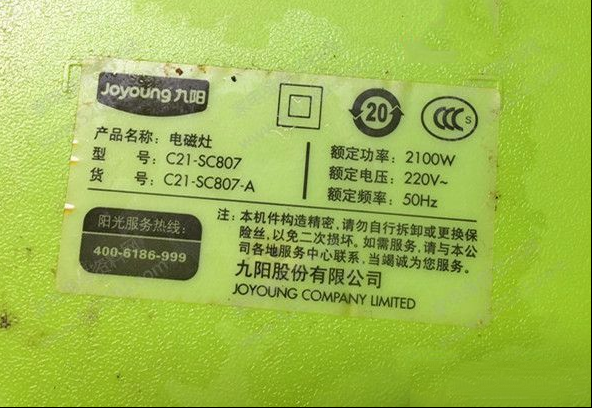 Joyoung 九阳
20
CCC S
产品名称: 电磁灶
型 号: C21-SC807
货 号: C21-SC807-A
额定功率: 2100W
额定电压: 220V~
额定频率: 50Hz
阳光服务热线:
400-6186-999
注: 本机件构造精密, 请勿自行拆卸或更换保
险丝, 以免二次损坏。如需服务, 请与本公
司各地服务中心联系, 当竭诚为您服务。
九阳股份有限公司
JOYOUNG COMPANY LIMITED